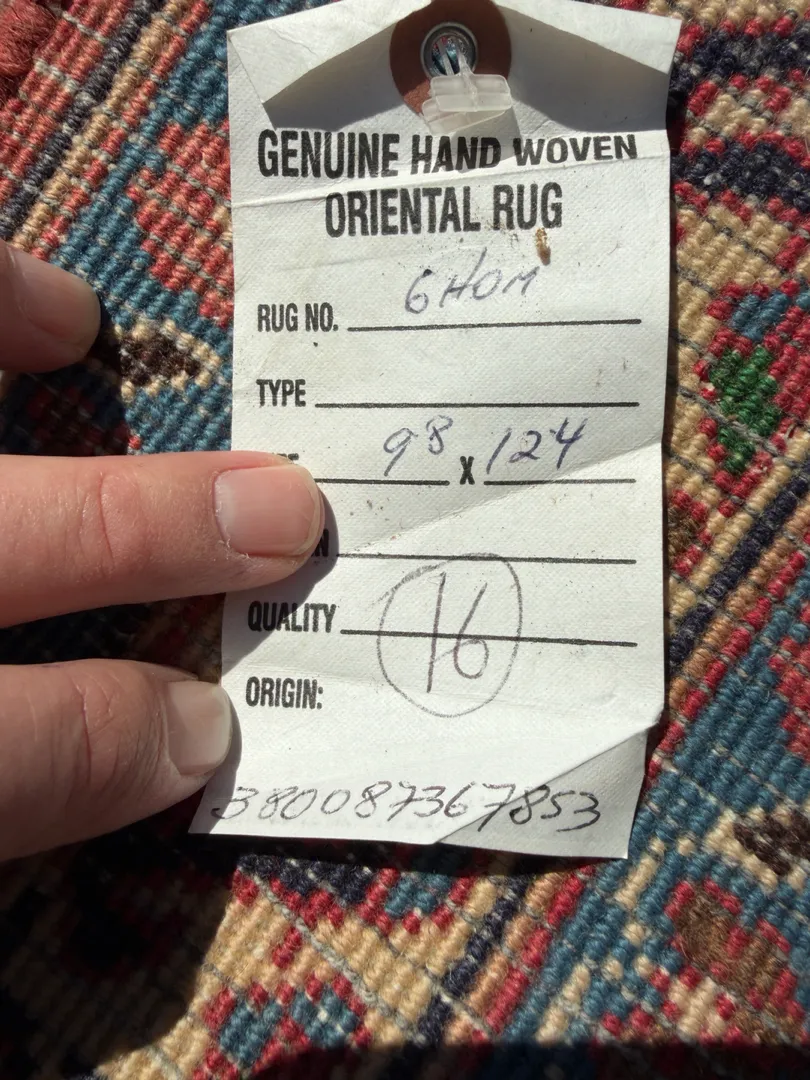 GENUINE HAND WOVEN
ORIENTAL RUG
RUG NO. GHOM
TYPE
98 X 124
QUALITY 16
ORIGIN:
380087367853